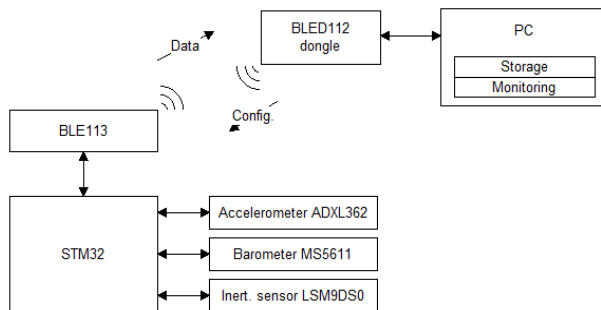 BLED112
dongle
PC
Storage
Monitoring
Data
Config.
BLE113
STM32
Accelerometer ADXL362
Barometer MS5611
Inert. sensor LSM9DS0